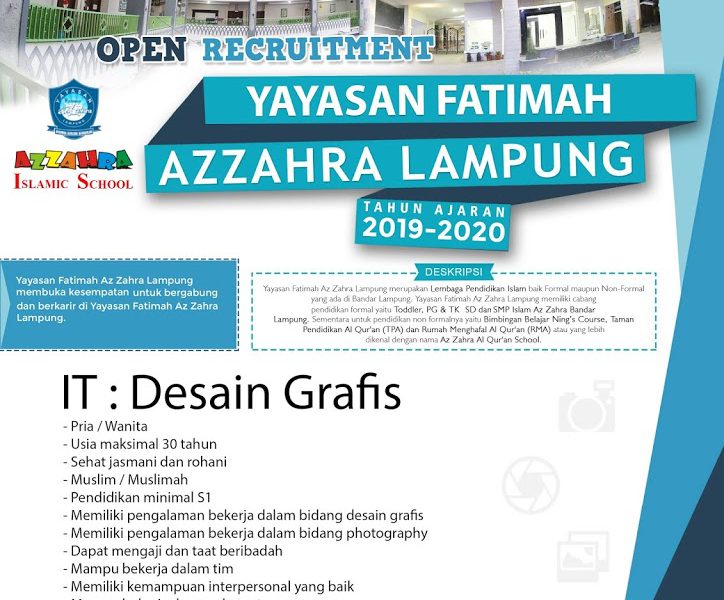 OPEN RECRUITMENT
YAYASAN FATIMAH
AZZAHRA LAMPUNG
TAHUN AJARAN
2019-2020
YAYASAN
LAMPUNG
AZZAHRA
ISLAMIC SCHOOL
Yayasan Fatimah Az Zahra Lampung
membuka kesempatan untuk bergabung
dan berkarir di Yayasan Fatimah Az Zahra
Lampung.
DESKRIPSI
Yayasan Fatimah Az Zahra Lampung merupakan Lembaga Pendidikan Islam baik Formal maupun Non-Formal
yang ada di Bandar Lampung. Yayasan Fatimah Az Zahra Lampung memiliki cabang
pendidikan formal yaitu Toddler, PG & TK SD dan SMP Islam Az Zahra Bandar
Lampung. Sementara untuk pendidikan non formalnya yaitu Bimbingan Belajar Ning's Course, Taman
Pendidikan Al Qur'an (TPA) dan Rumah Menghafal Al Qur'an (RMA) atau yang lebih
dikenal dengan nama Az Zahra Al Qur'an School.
IT : Desain Grafis
- Pria / Wanita
- Usia maksimal 30 tahun
- Sehat jasmani dan rohani
- Muslim / Muslimah
- Pendidikan minimal S1
- Memiliki pengalaman bekerja dalam bidang desain grafis
- Memiliki pengalaman bekerja dalam bidang photography
- Dapat mengaji dan taat beribadah
- Mampu bekerja dalam tim
- Memiliki kemampuan interpersonal yang baik